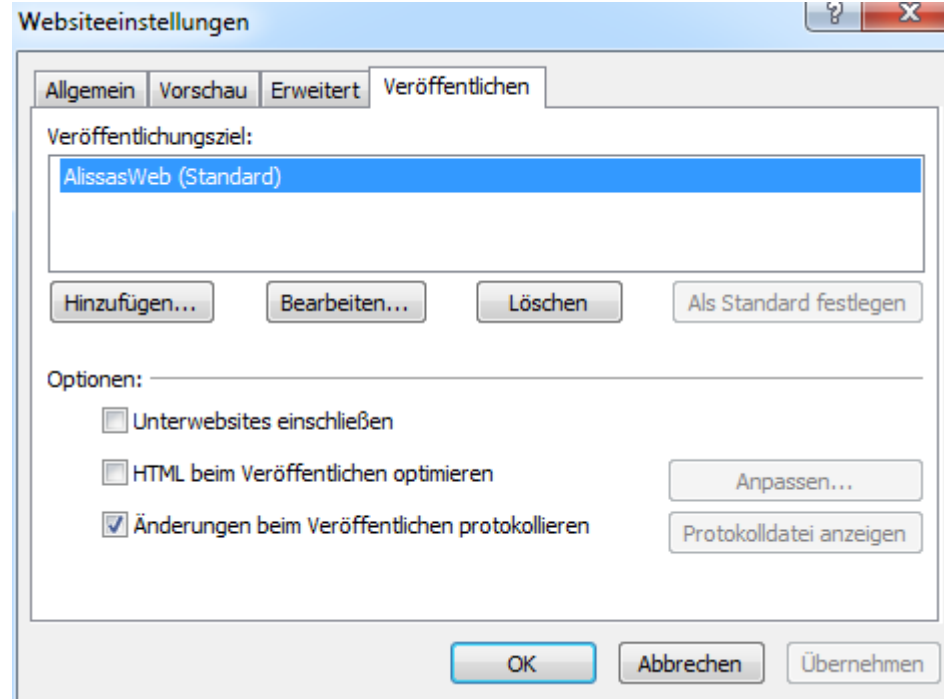 Websiteeinstellungen
Allgemein Vorschau Erweitert Veröffentlichen
Veröffentlichungsziel:
AlissasWeb (Standard)
Hinzufügen... Bearbeiten... Löschen Als Standard festlegen
Optionen:
Unterwebsites einschließen
HTML beim Veröffentlichen optimieren Anpassen...
Änderungen beim Veröffentlichen protokollieren Protokolldatei anzeigen
OK Abbrechen Übernehmen